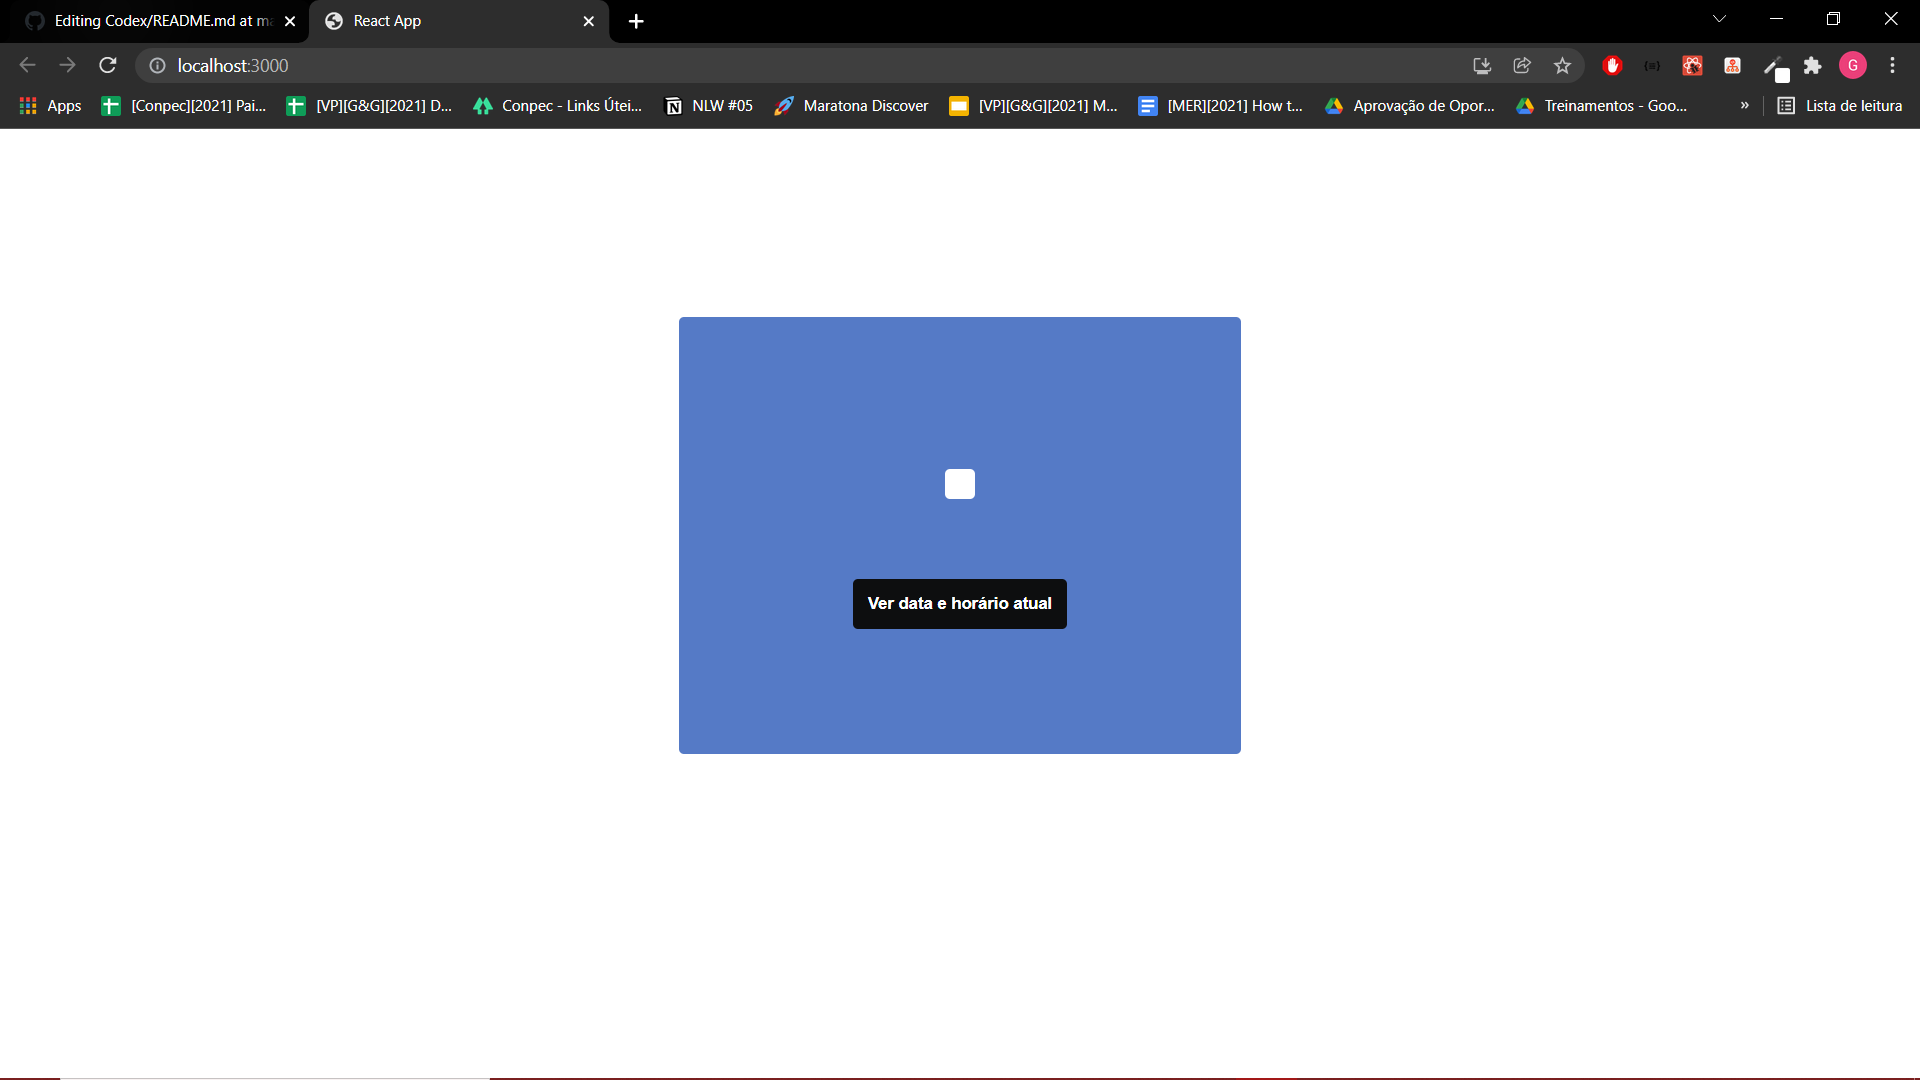 Editing Codex/README.md at ma
React App
localhost:3000
G
Apps
[Conpec][2021] Pai...
[VP][G&G][2021] D...
Conpec - Links Útei...
NLW #05
Maratona Discover
[VP][G&G][2021] M...
[MER][2021] How t...
Aprovação de Opor...
Treinamentos - Goo...
»
Lista de leitura
Ver data e horário atual